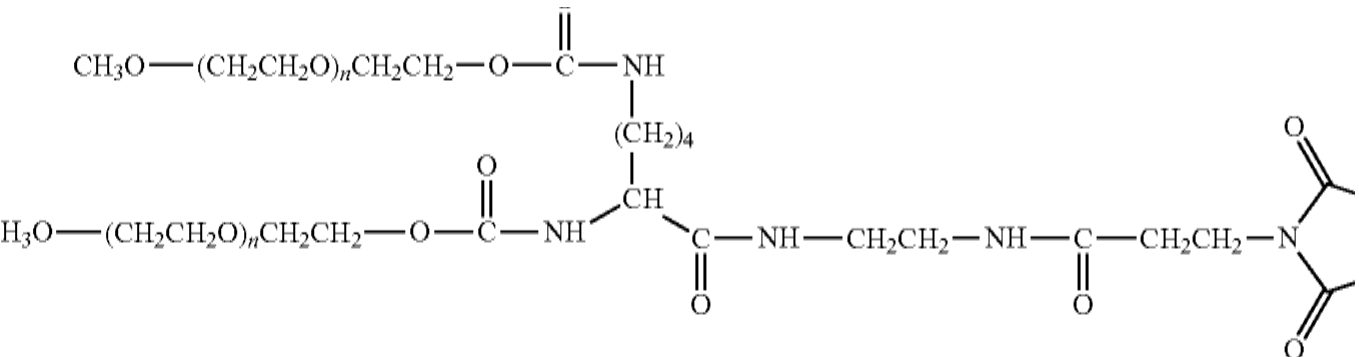 O
CH3O—(CH2CH2O)nCH2CH2—O—C—NH
(CH2)4
O
O
CH
H3O—(CH2CH2O)nCH2CH2—O—C—NH
C—NH—CH2CH2—NH—C—CH2CH2—N
O
O
O